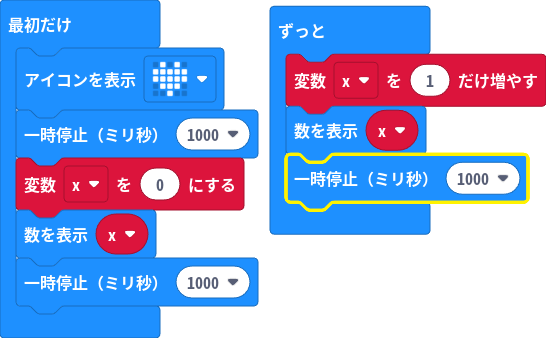 最初だけ
アイコンを表示
一時停止（ミリ秒） 1000
変数 x を 0 にする
数を表示 x
一時停止（ミリ秒） 1000
ずっと
変数 x を 1 だけ増やす
数を表示 x
一時停止（ミリ秒） 1000